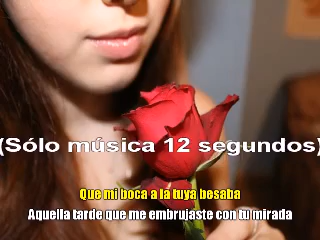 (Sólo música 12 segundos)
Que mi boca a la tuya besaba
Aquella tarde que me embrujaste con tu mirada